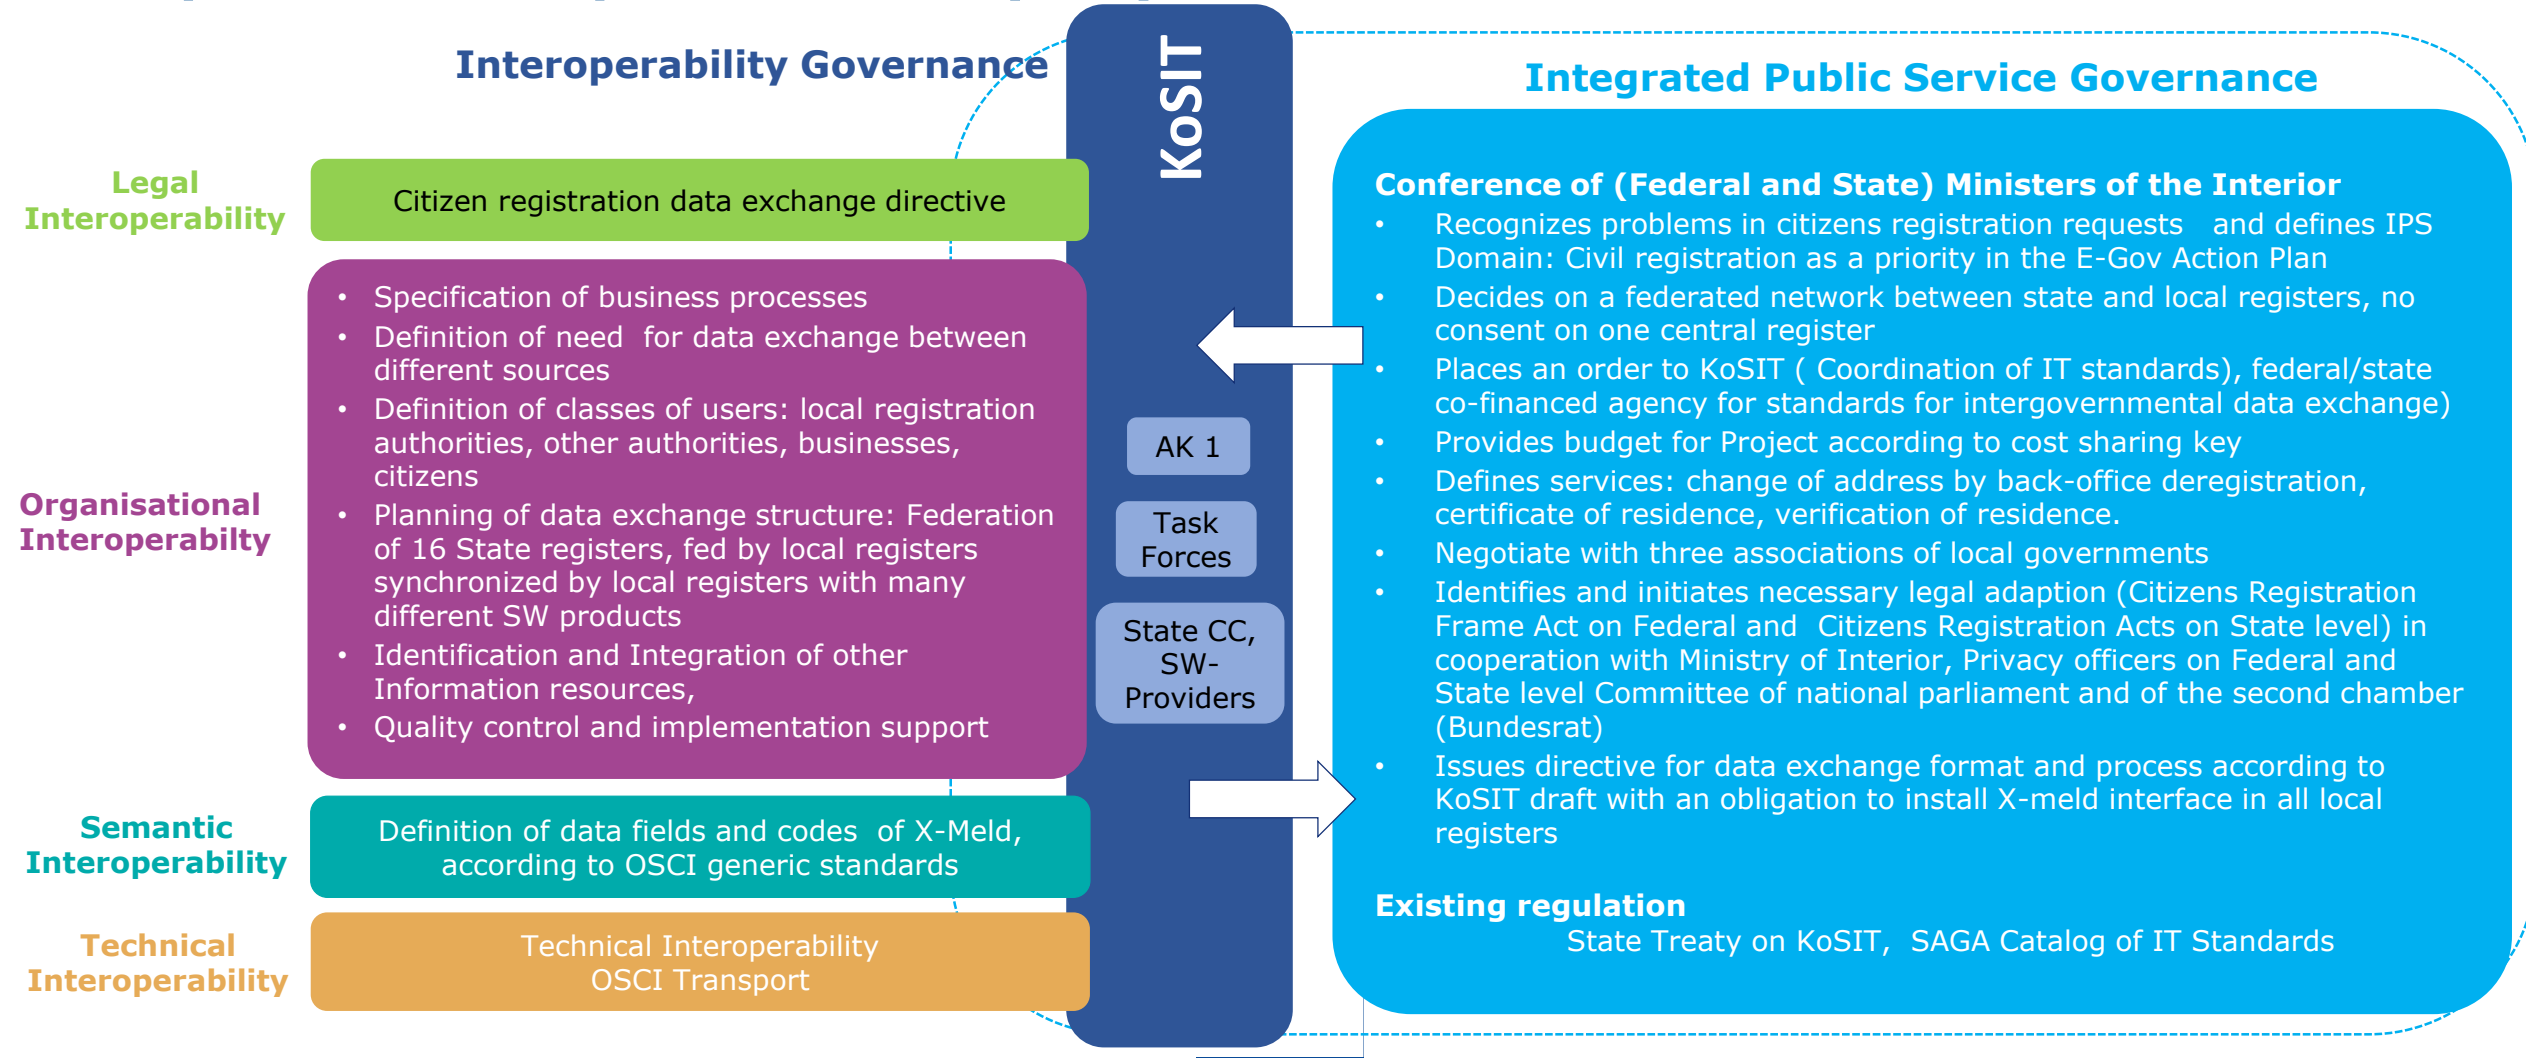 Interoperability Governance
KoSIT
Integrated Public Service Governance
Legal
Interoperability
Citizen registration data exchange directive
Organisational
Interoperabilty
• Specification of business processes
• Definition of need for data exchange between
different sources
• Definition of classes of users: local registration
authorities, other authorities, businesses,
citizens
• Planning of data exchange structure: Federation
of 16 State registers, fed by local registers
synchronized by local registers with many
different SW products
• Identification and Integration of other
Information resources,
• Quality control and implementation support
Semantic
Interoperability
Definition of data fields and codes of X-Meld,
according to OSCI generic standards
Technical
Interoperability
Technical Interoperability
OSCI Transport
AK 1
Task
Forces
State CC,
SW-
Providers
Conference of (Federal and State) Ministers of the Interior
• Recognizes problems in citizens registration requests and defines IPS
Domain: Civil registration as a priority in the E-Gov Action Plan
• Decides on a federated network between state and local registers, no
consent on one central register
• Places an order to KoSIT ( Coordination of IT standards), federal/state
co-financed agency for standards for intergovernmental data exchange)
• Provides budget for Project according to cost sharing key
• Defines services: change of address by back-office deregistration,
certificate of residence, verification of residence.
• Negotiate with three associations of local governments
• Identifies and initiates necessary legal adaption (Citizens Registration
Frame Act on Federal and Citizens Registration Acts on State level) in
cooperation with Ministry of Interior, Privacy officers on Federal and
State level Committee of national parliament and of the second chamber
(Bundesrat)
• Issues directive for data exchange format and process according to
KoSIT draft with an obligation to install X-meld interface in all local
registers
Existing regulation
State Treaty on KoSIT, SAGA Catalog of IT Standards